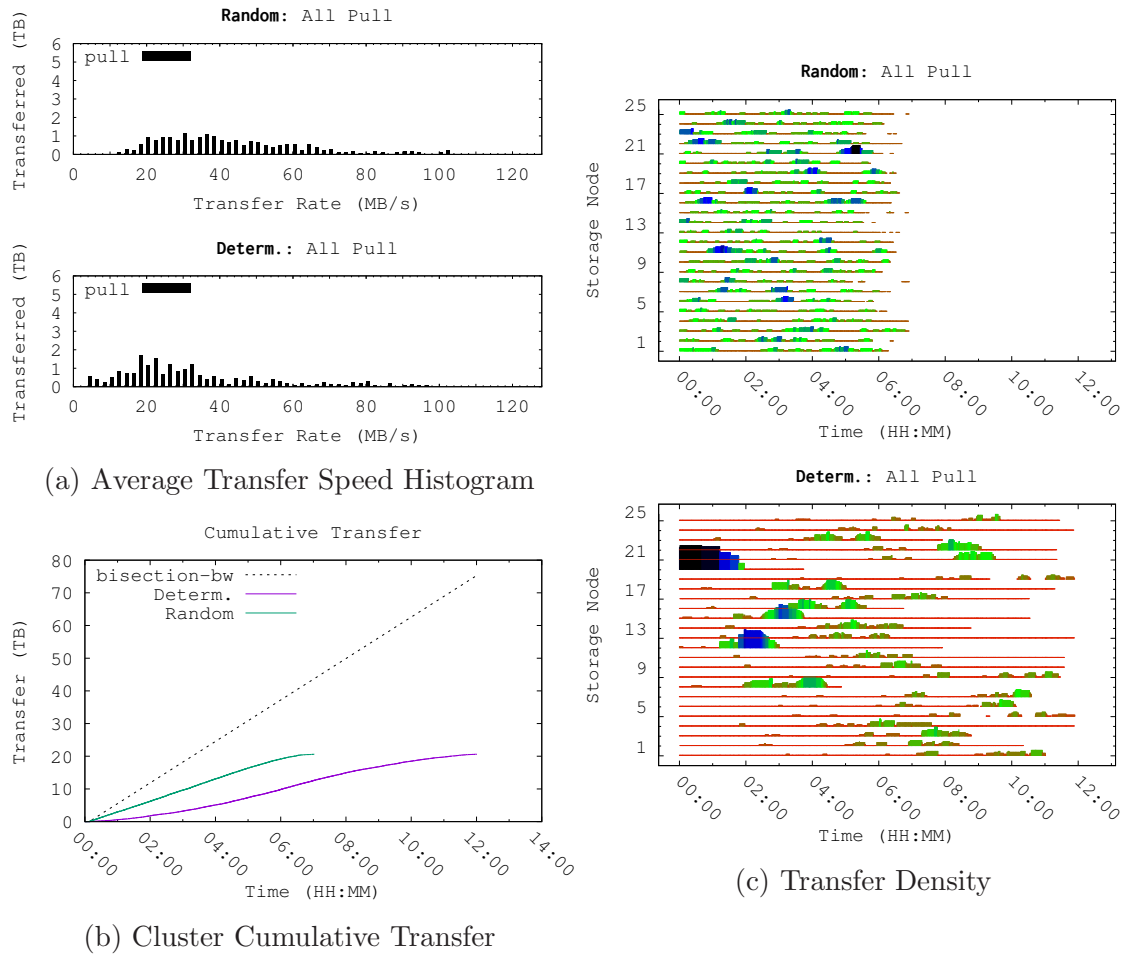 Random: All Pull
Transferred (TB)
6
5
4
3
2
1
0
pull
0 20 40 60 80 100 120
Transfer Rate (MB/s)
Determ.: All Pull
Transferred (TB)
6
5
4
3
2
1
0
pull
0 20 40 60 80 100 120
Transfer Rate (MB/s)
(a) Average Transfer Speed Histogram
Cumulative Transfer
Transfer (TB)
80
70
60
50
40
30
20
10
0
bisection-bw
Determ.
Random
00:00 02:00 04:00 06:00 08:00 10:00 12:00 14:00
Time (HH:MM)
(b) Cluster Cumulative Transfer
Random: All Pull
Storage Node
25
21
17
13
9
5
1
00:00 02:00 04:00 06:00 08:00 10:00 12:00
Time (HH:MM)
Determ.: All Pull
Storage Node
25
21
17
13
9
5
1
00:00 02:00 04:00 06:00 08:00 10:00 12:00
Time (HH:MM)
(c) Transfer Density